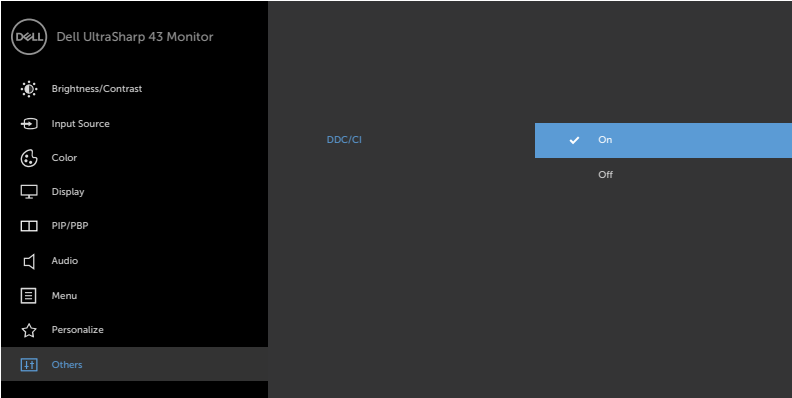 DELL
Dell UltraSharp 43 Monitor
Brightness/Contrast
Input Source
Color
Display
PIP/PBP
Audio
Menu
Personalize
Others
DDC/CI
On
Off